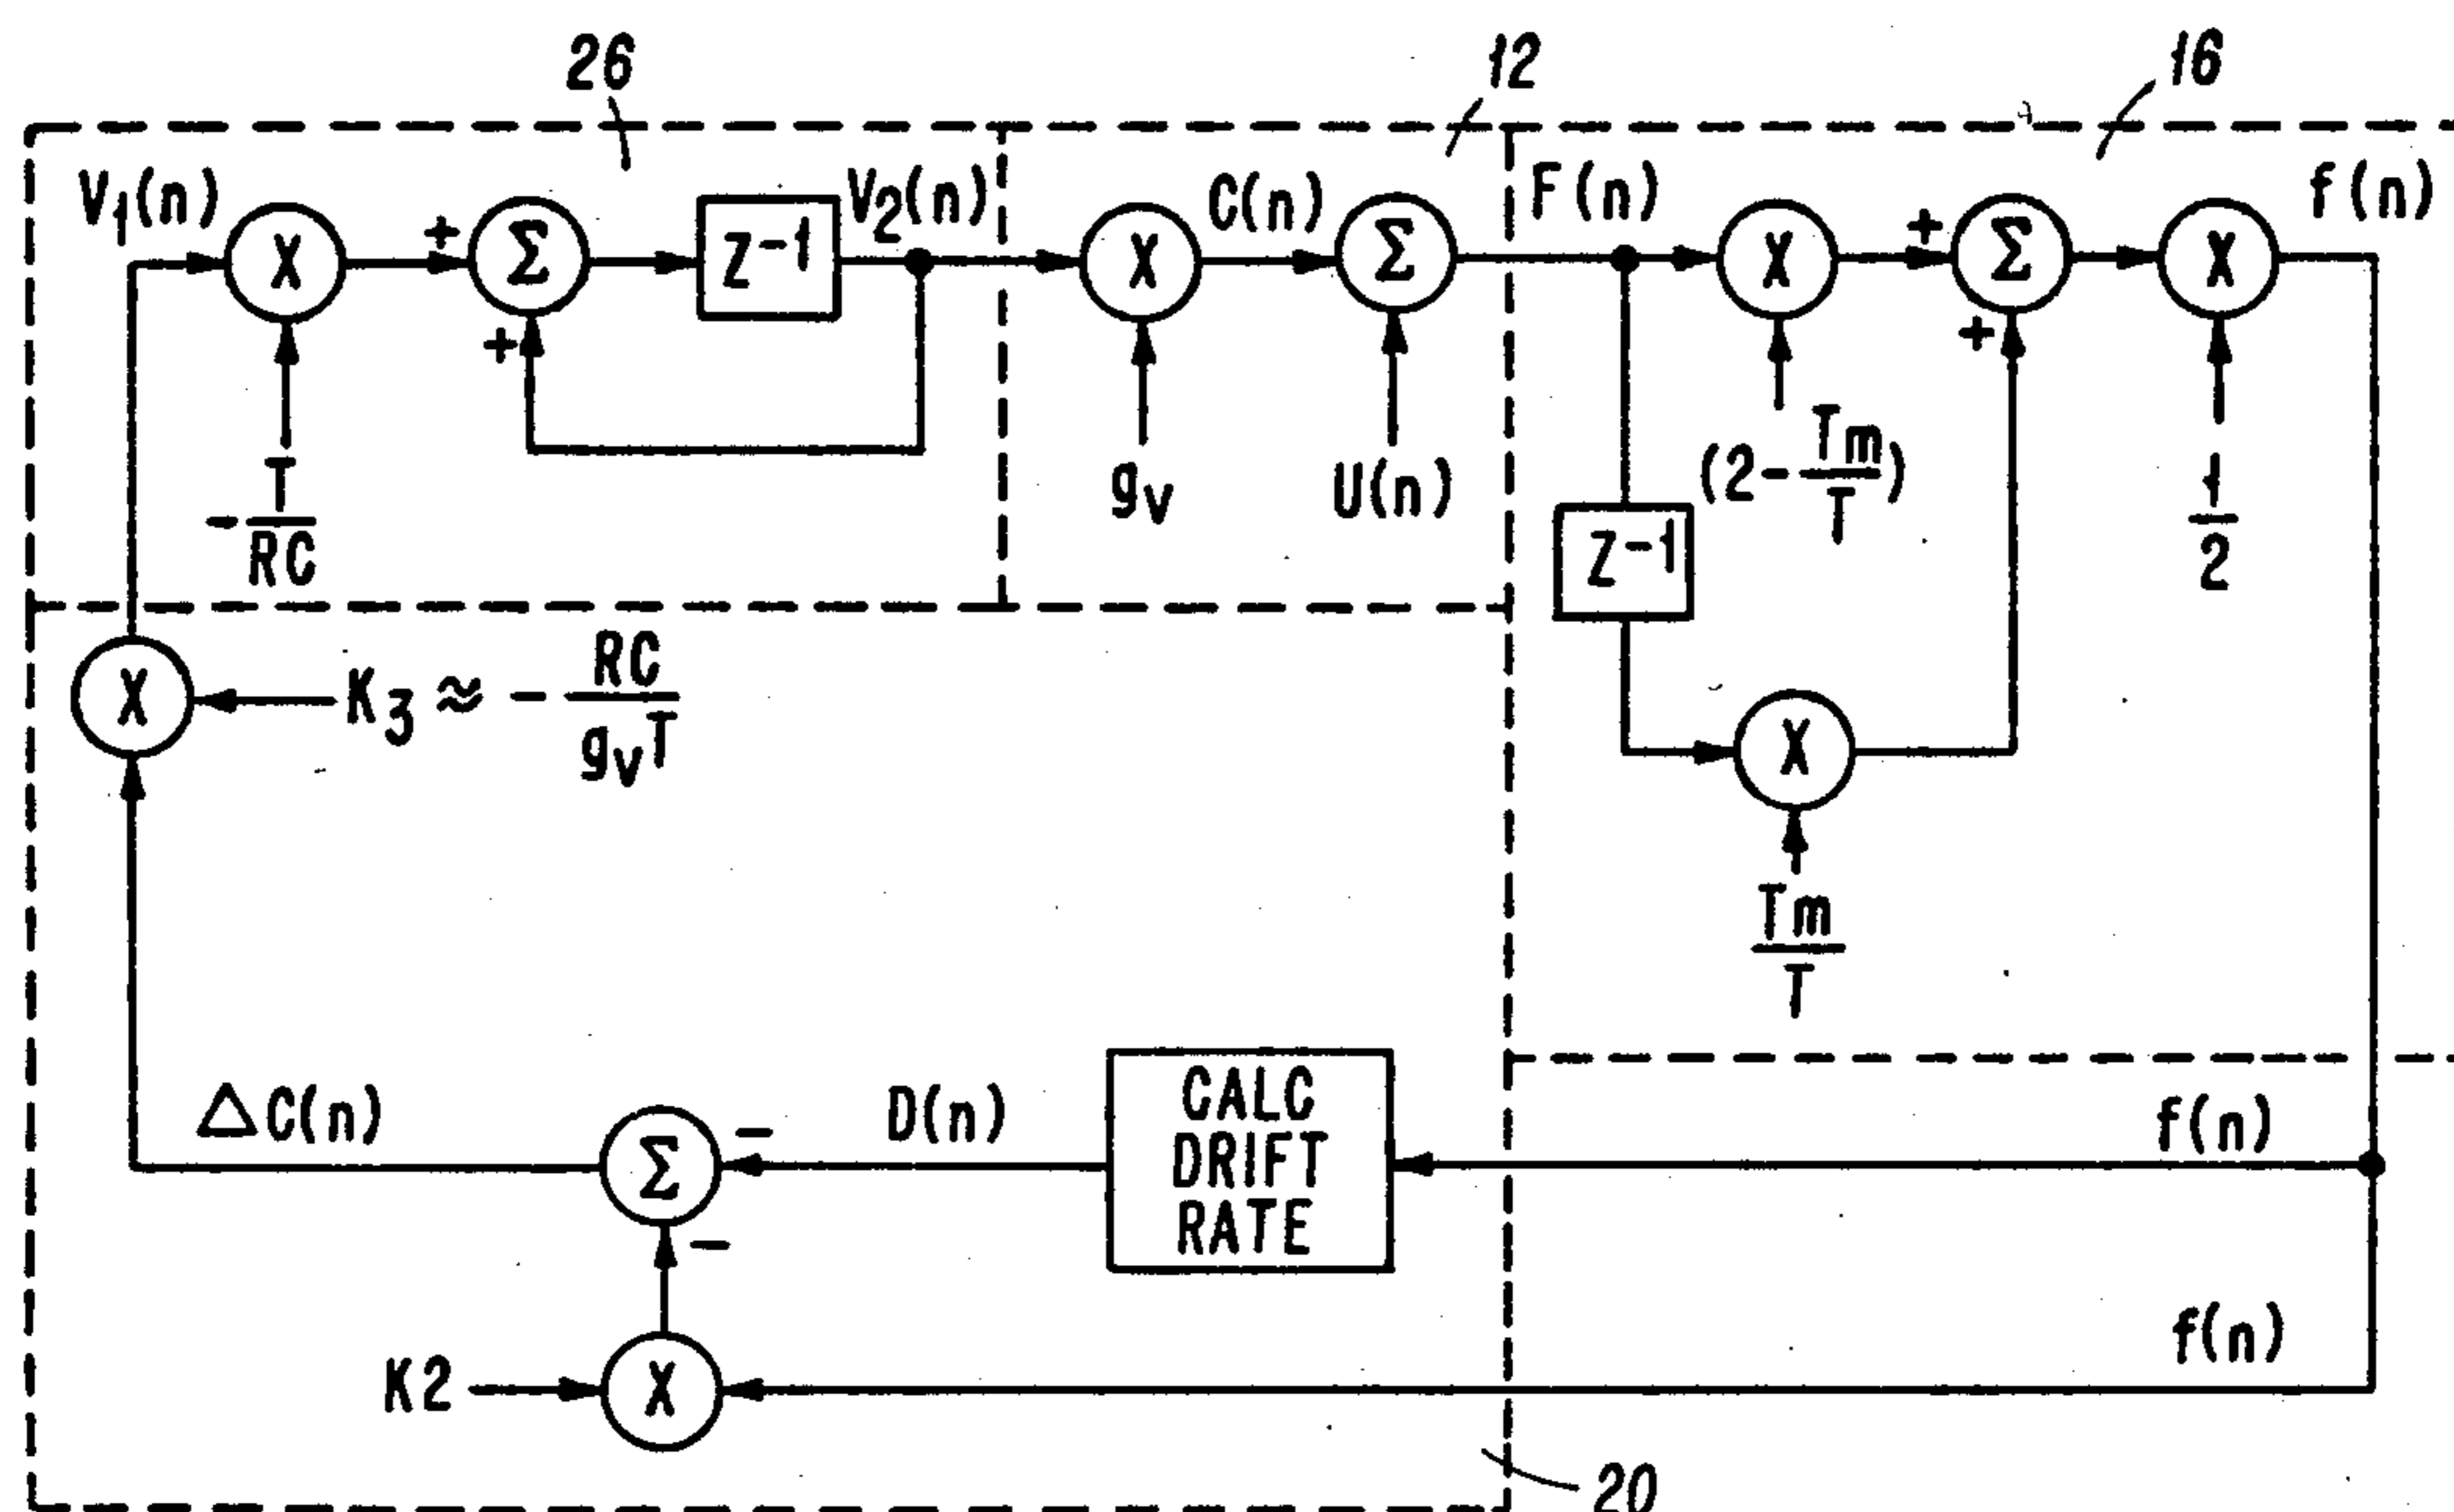 26
12
16
V1(n)
X
+
Σ
+
Z-1
V2(n)
X
C(n)
Σ
F(n)
X
+
Σ
+
X
f(n)
-T/RC
gv
U(n)
(2-Tm/T)
1/2
Z-1
X
K3 ≈ - RC/gvT
X
Tm/T
ΔC(n)
Σ
-
-
D(n)
CALC
DRIFT
RATE
f(n)
K2
X
f(n)
20